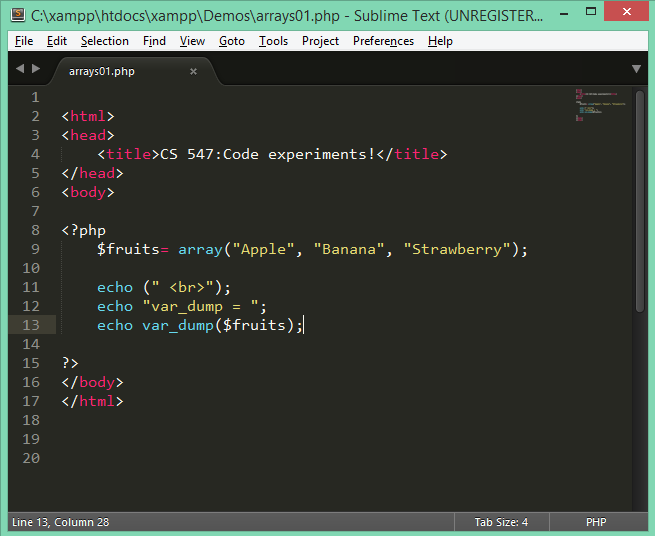 C:\xampp\htdocs\xampp\Demos\arrays01.php - Sublime Text (UNREGISTER...
File Edit Selection Find View Goto Tools Project Preferences Help
arrays01.php
1
2 <html>
3 <head>
4 <title>CS 547:Code experiments!</title>
5 </head>
6 <body>
7
8 <?php
9 $fruits= array("Apple", "Banana", "Strawberry");
10
11 echo (" <br>");
12 echo "var_dump = ";
13 echo var_dump($fruits);
14
15 ?>
16 </body>
17 </html>
18
19
20
Line 13, Column 28 Tab Size: 4 PHP